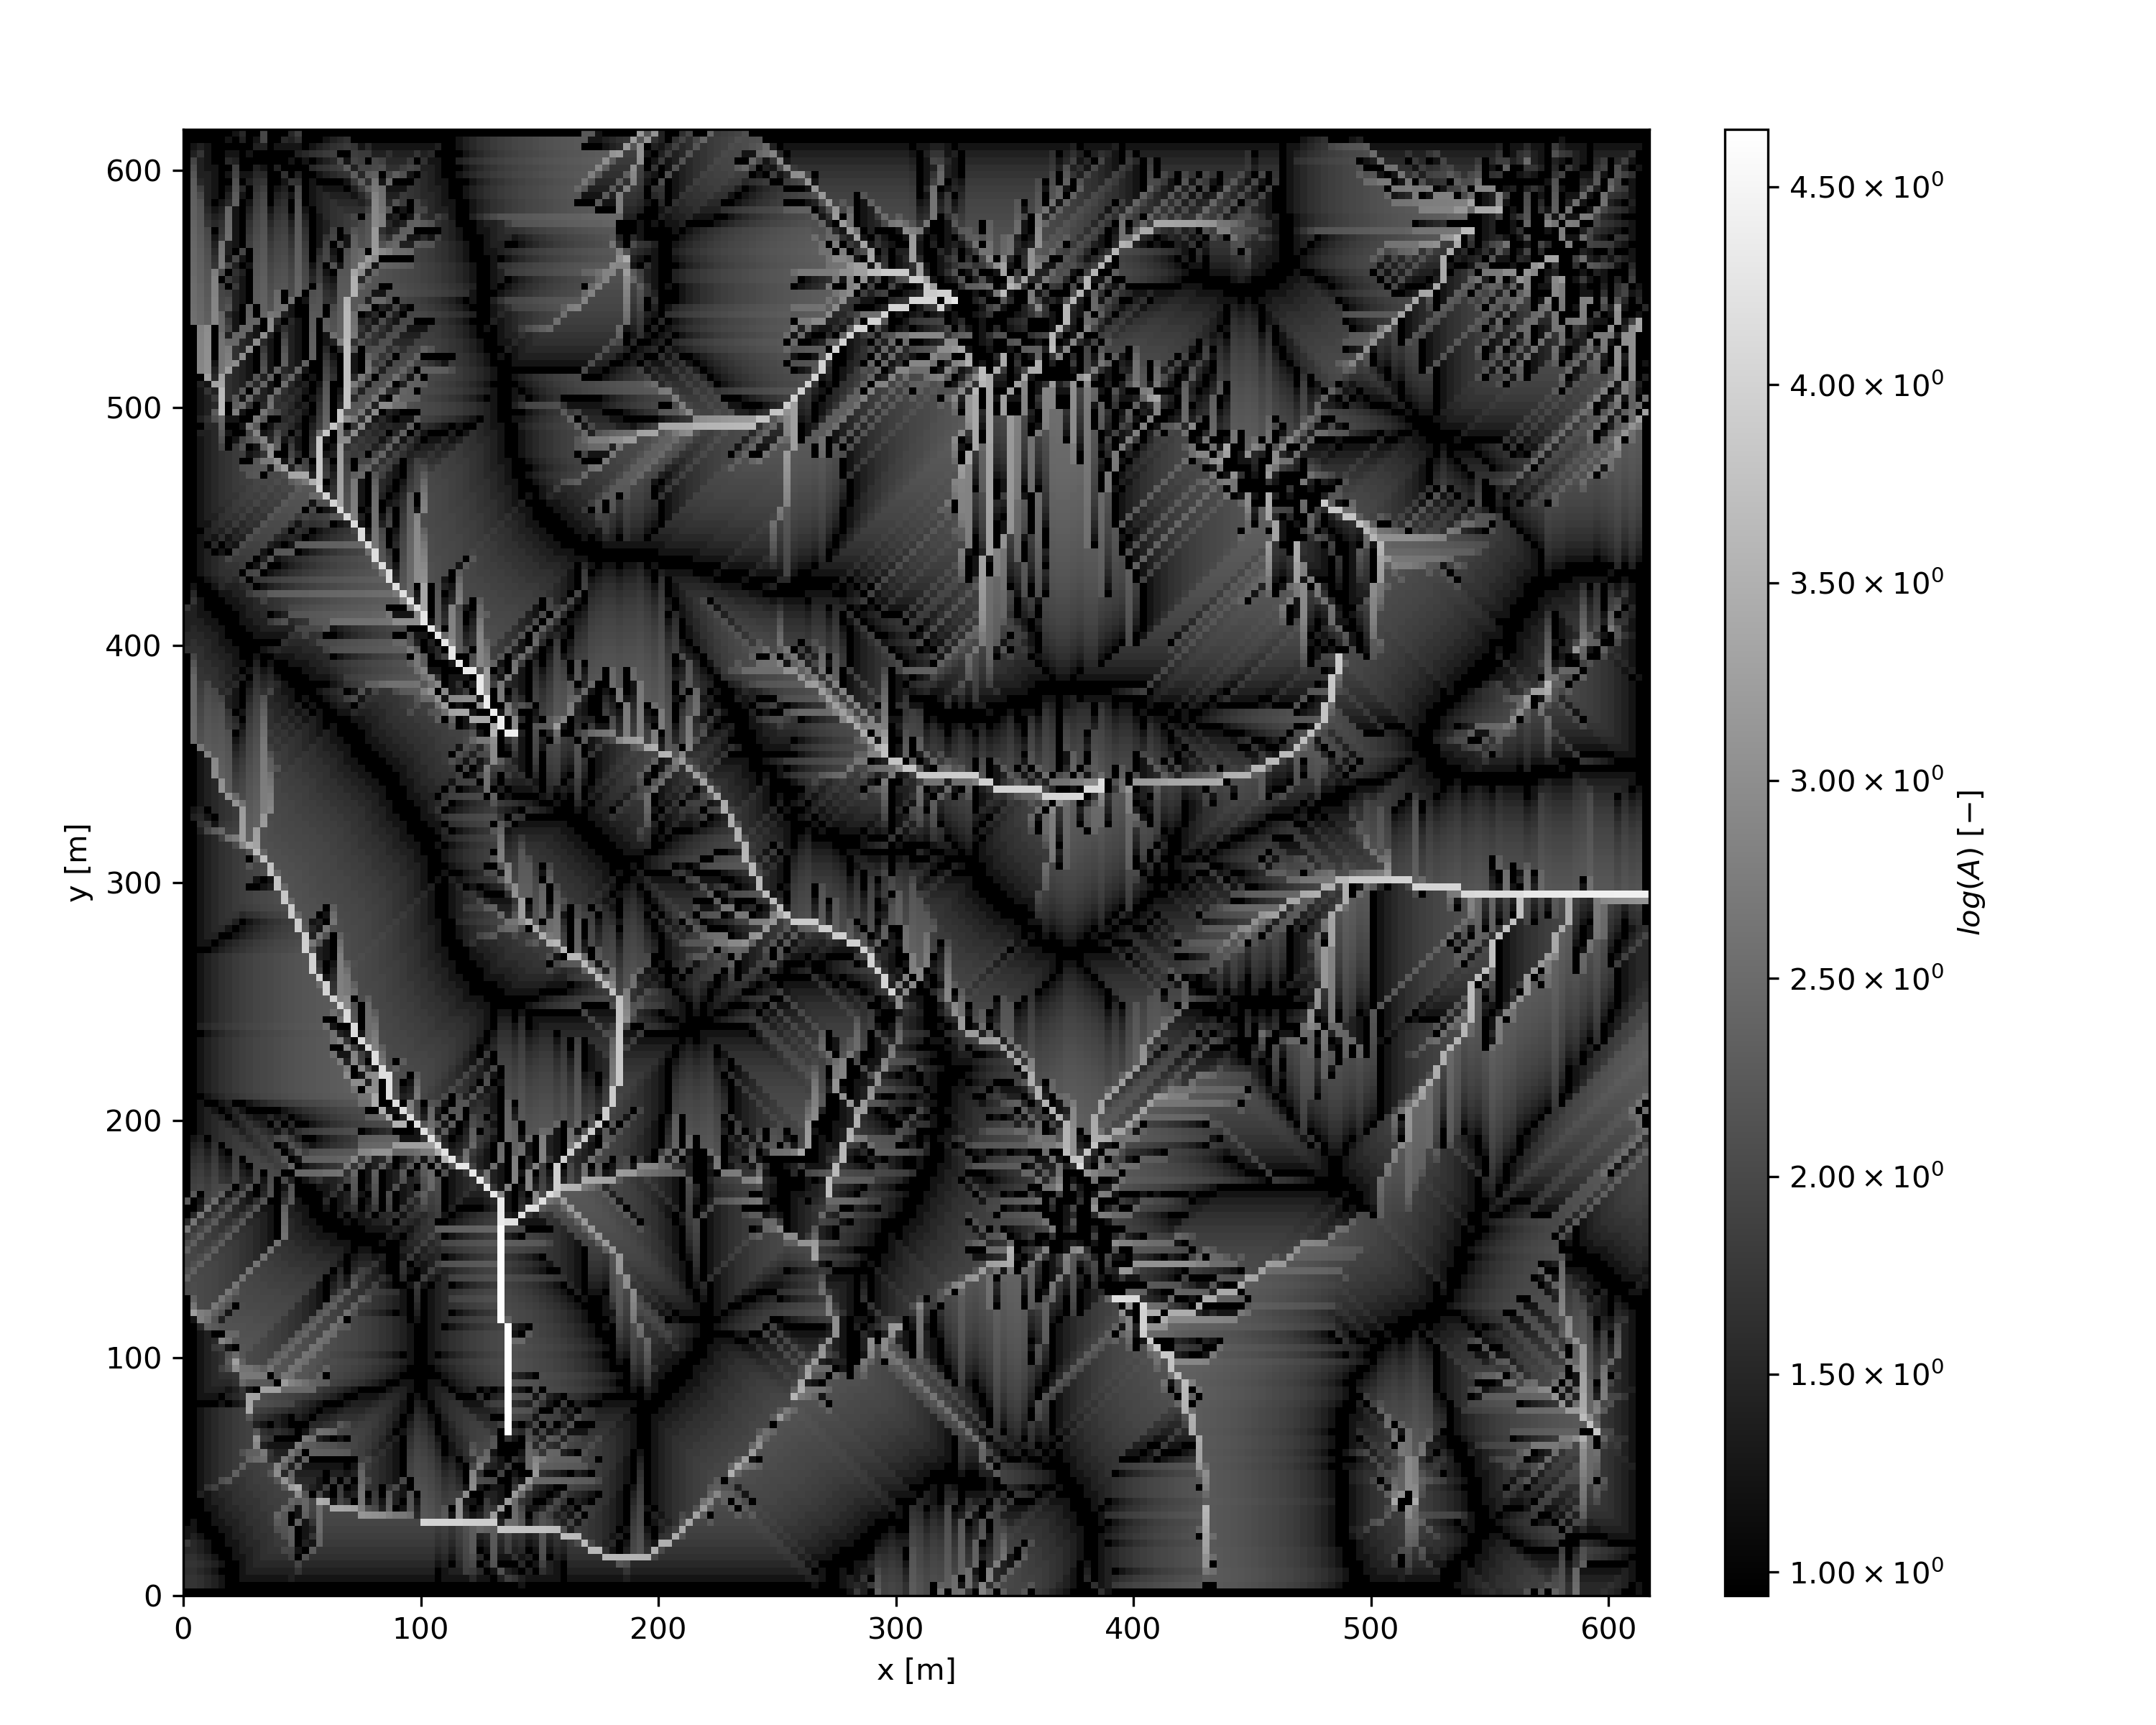 600
500
400
300
200
100
0
y [m]
0 100 200 300 400 500 600
x [m]
4.50 × 10⁰
4.00 × 10⁰
3.50 × 10⁰
3.00 × 10⁰
2.50 × 10⁰
2.00 × 10⁰
1.50 × 10⁰
1.00 × 10⁰
log(A) [−]